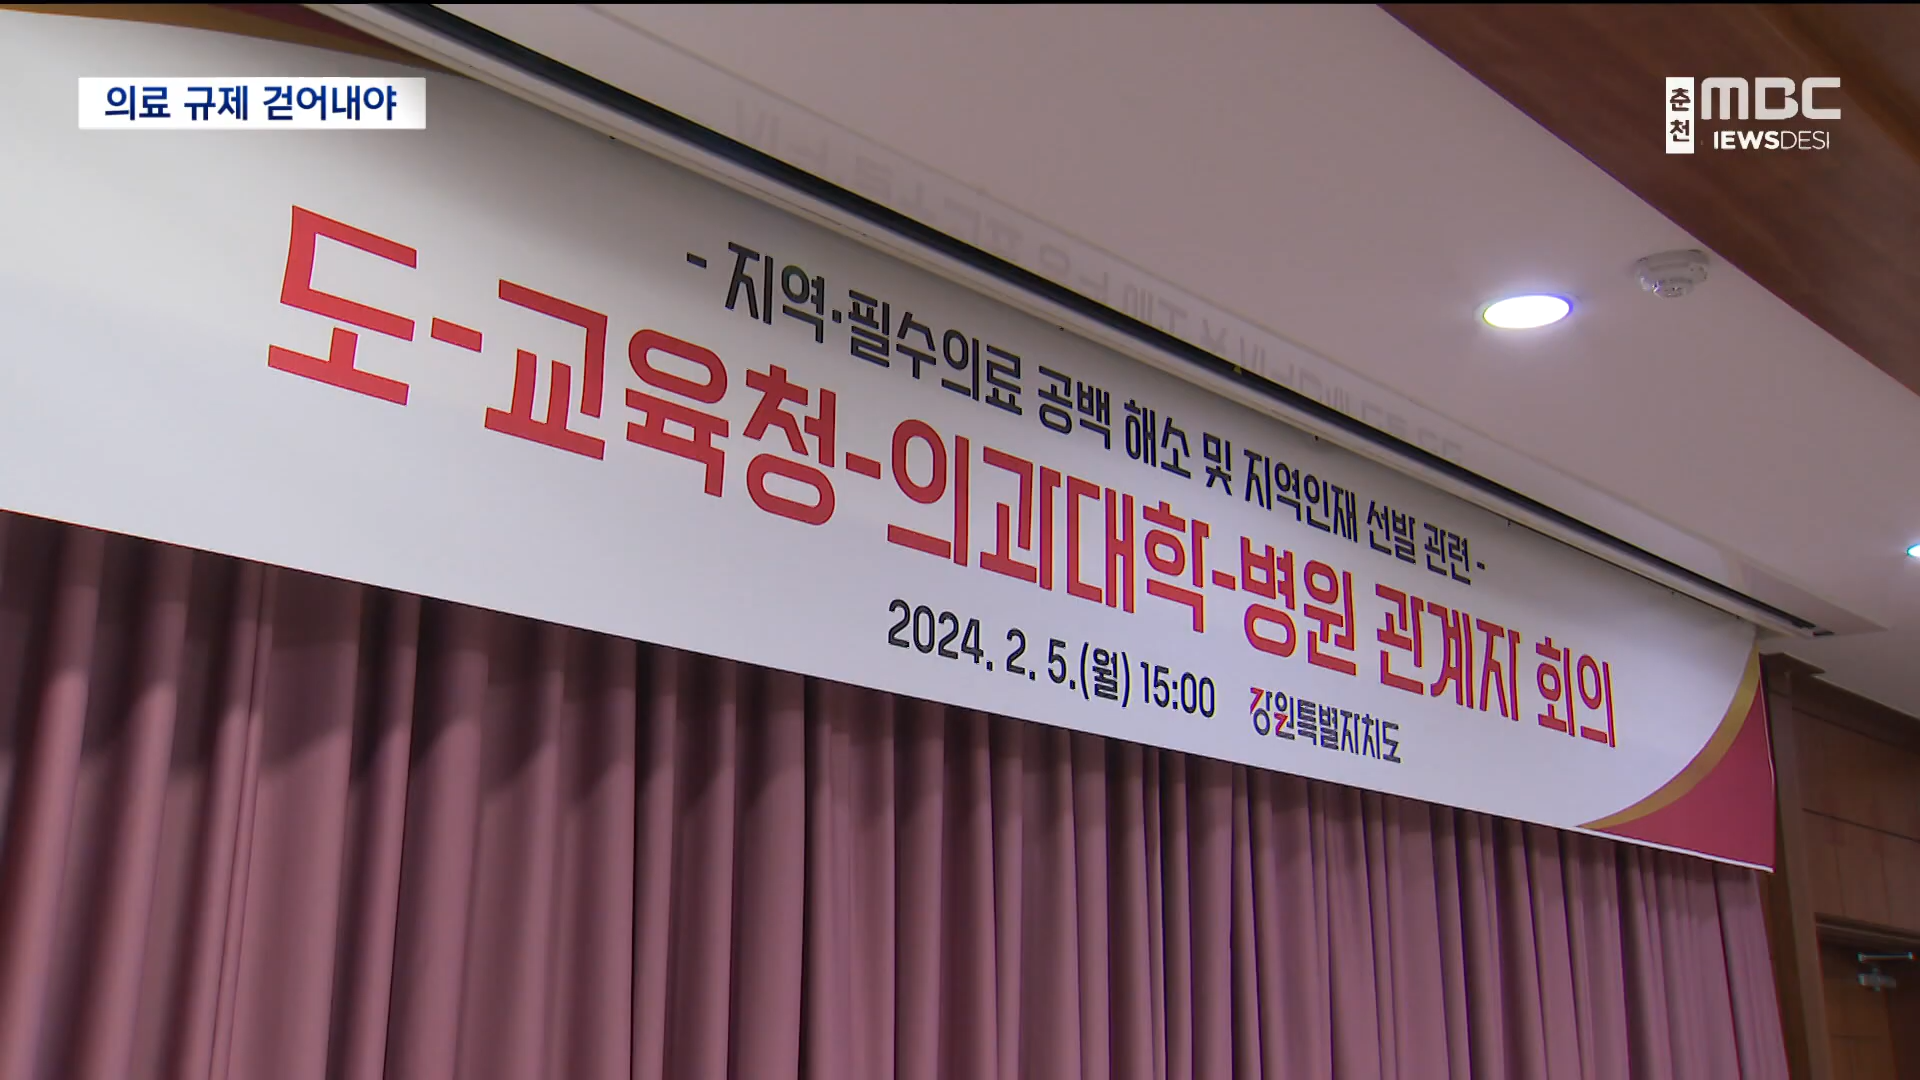 의료 규제 걷어내야
춘천 MBC
IEWSDESI
- 지역·필수의료 공백 해소 및 지역인재 선발 관련 -
도-교육청-의과대학-병원 관계자 회의
2024. 2. 5.(월) 15:00 강원특별자치도